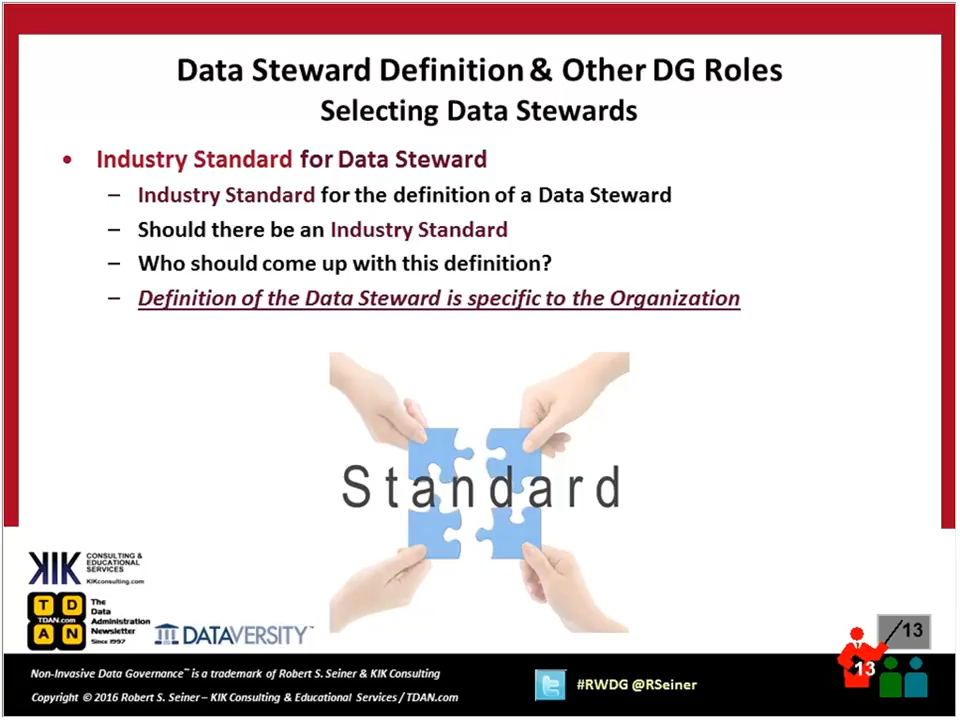 Data Steward Definition & Other DG Roles
Selecting Data Stewards
• Industry Standard for Data Steward
– Industry Standard for the definition of a Data Steward
– Should there be an Industry Standard
– Who should come up with this definition?
– Definition of the Data Steward is specific to the Organization
Standard
KIK CONSULTING & EDUCATIONAL SERVICES
KIKconsulting.com
T D
TDAN.com
A N
The
Data
Administration
Newsletter
Since 1997
DATAVERSITY™
13
13
Non-Invasive Data Governance™ is a trademark of Robert S. Seiner & KIK Consulting
Copyright © 2016 Robert S. Seiner – KIK Consulting & Educational Services / TDAN.com
#RWDG @RSeiner